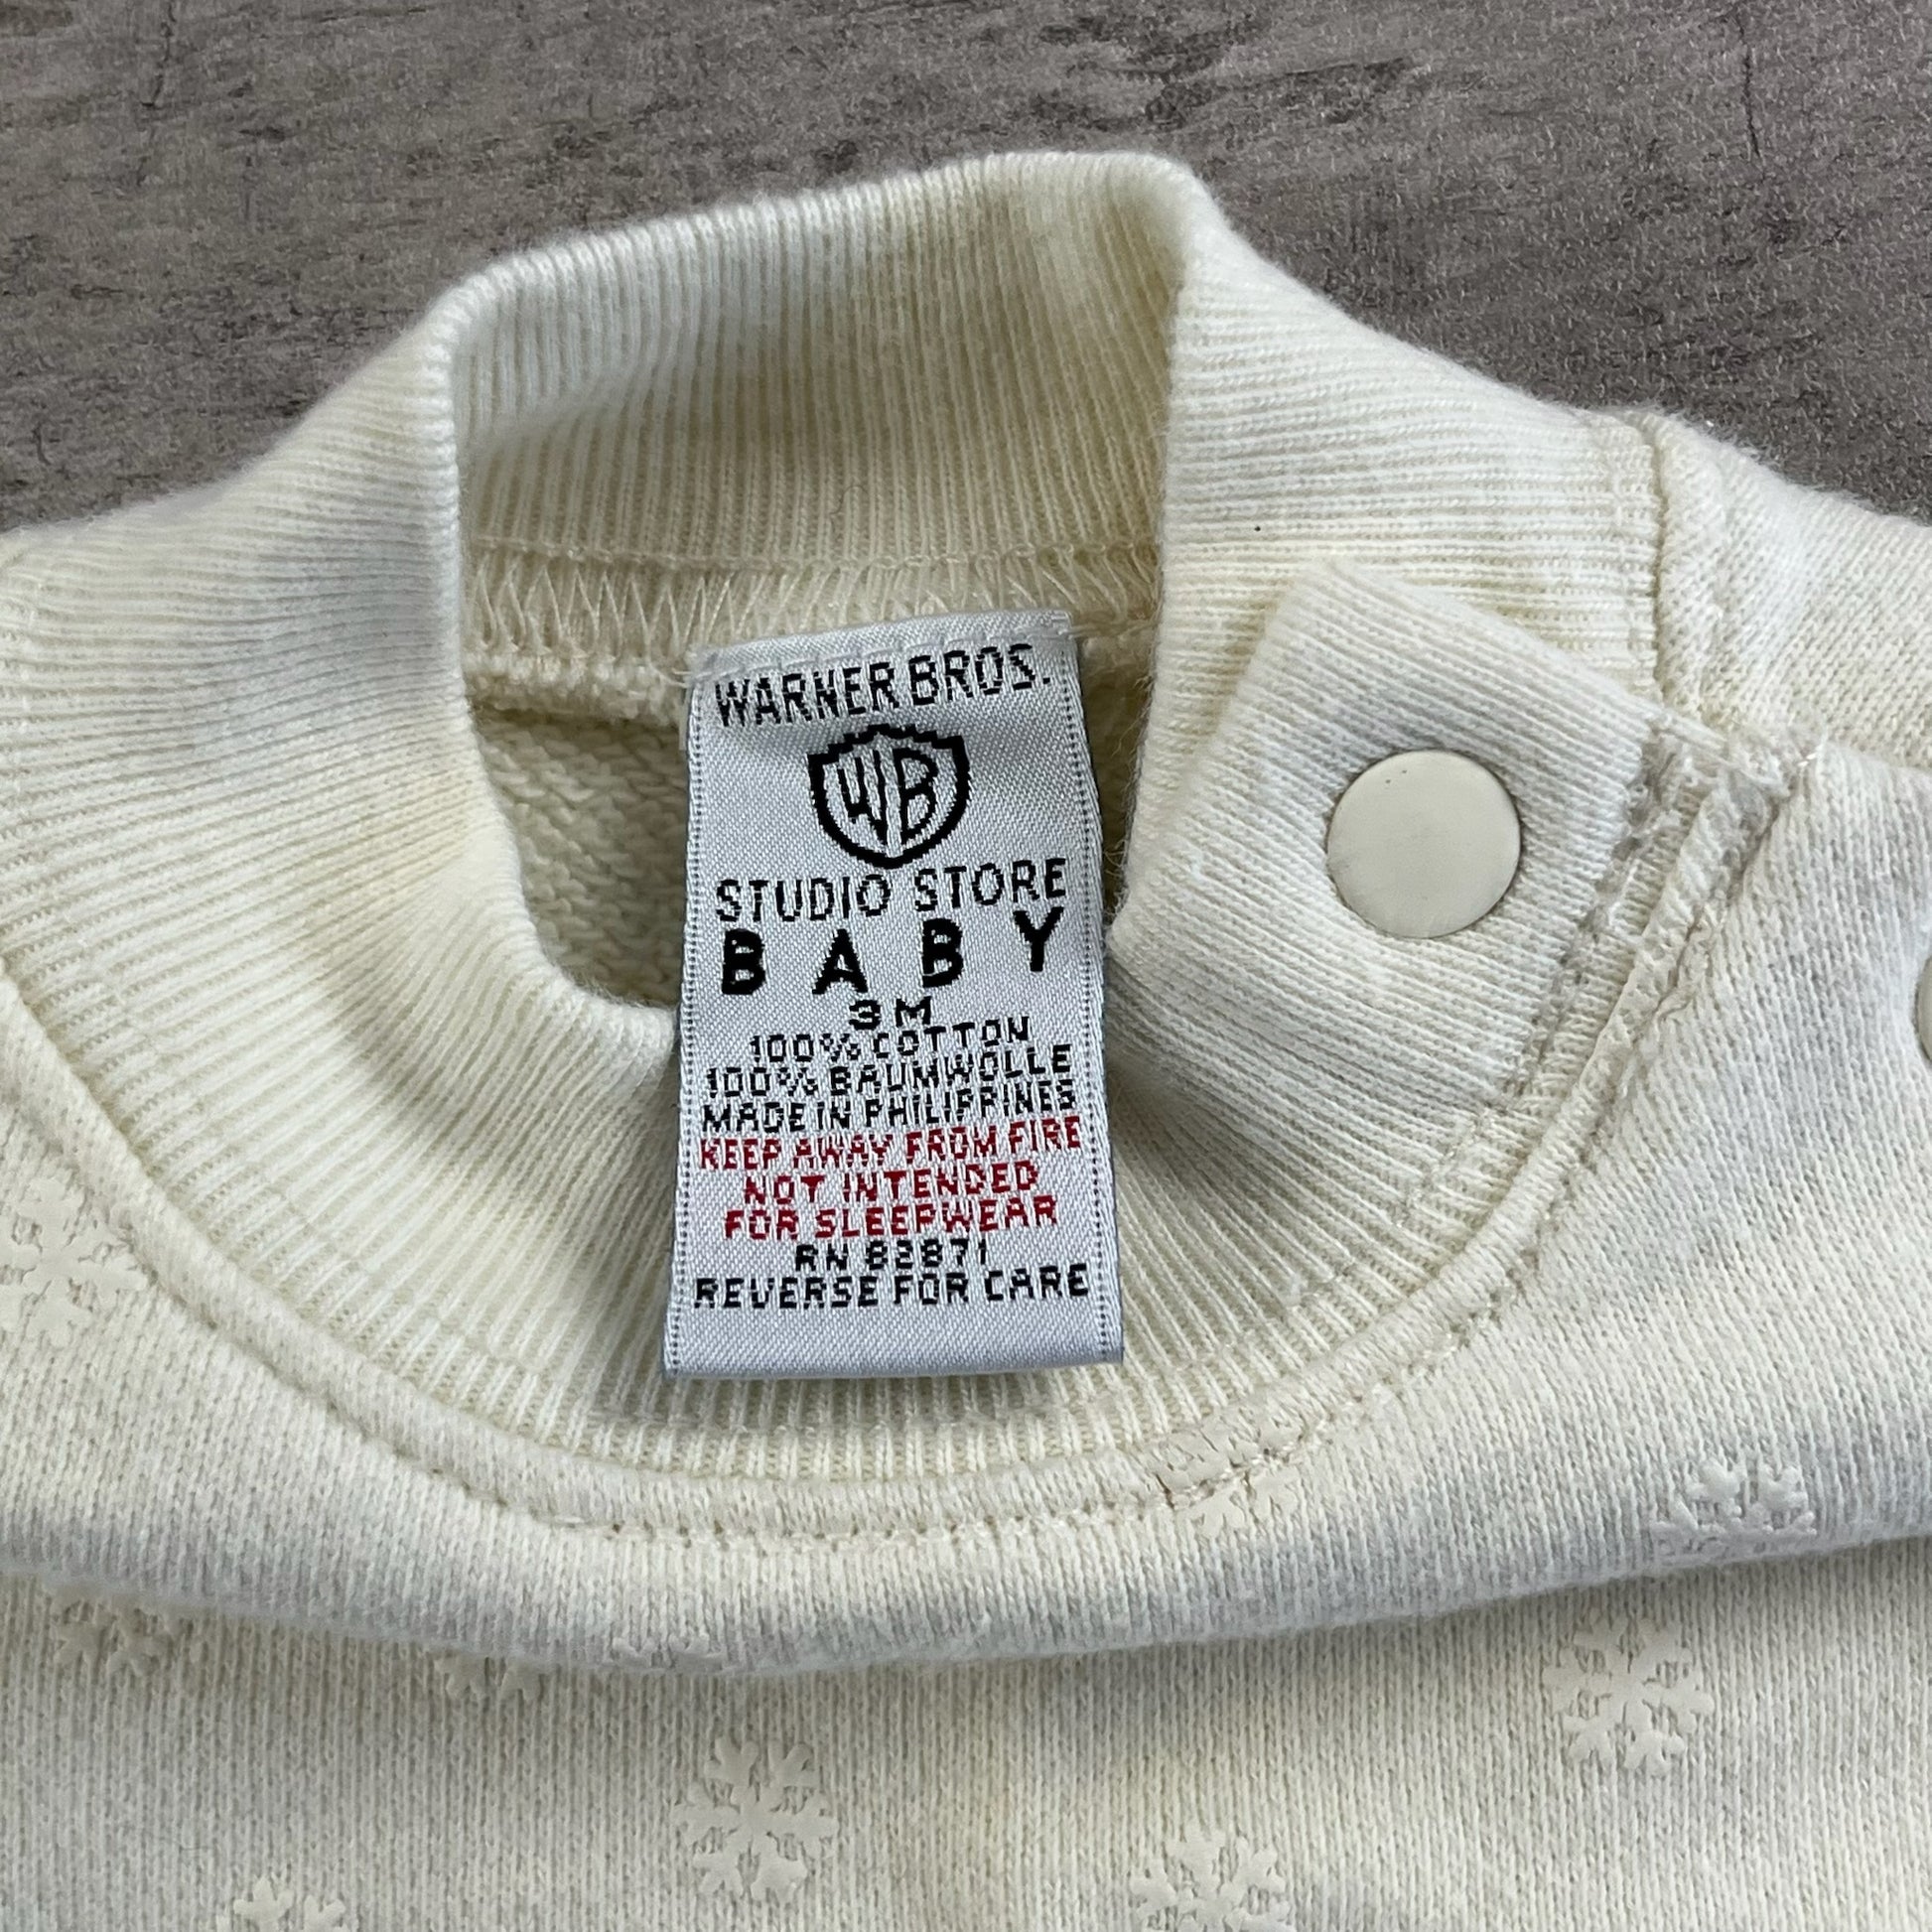 WARNER BROS.
WB
STUDIO STORE
BABY
3M
100% COTTON
100% BAUMWOLLE
MADE IN PHILIPPINES
KEEP AWAY FROM FIRE
NOT INTENDED
FOR SLEEPWEAR
RN 82871
REVERSE FOR CARE